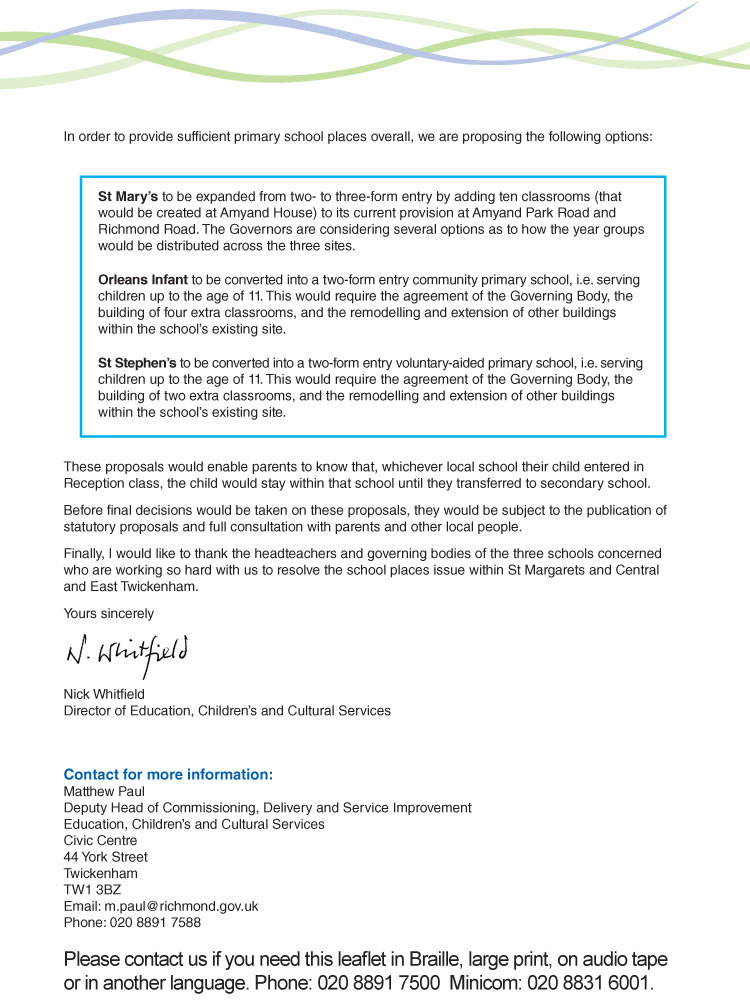 In order to provide sufficient primary school places overall, we are proposing the following options:
St Mary's to be expanded from two- to three-form entry by adding ten classrooms (that
would be created at Amyand House) to its current provision at Amyand Park Road and
Richmond Road. The Governors are considering several options as to how the year groups
would be distributed across the three sites.
Orleans Infant to be converted into a two-form entry community primary school, i.e. serving
children up to the age of 11. This would require the agreement of the Governing Body, the
building of four extra classrooms, and the remodelling and extension of other buildings
within the school's existing site.
St Stephen's to be converted into a two-form entry voluntary-aided primary school, i.e. serving
children up to the age of 11. This would require the agreement of the Governing Body, the
building of two extra classrooms, and the remodelling and extension of other buildings
within the school's existing site.
These proposals would enable parents to know that, whichever local school their child entered in
Reception class, the child would stay within that school until they transferred to secondary school.
Before final decisions would be taken on these proposals, they would be subject to the publication of
statutory proposals and full consultation with parents and other local people.
Finally, I would like to thank the headteachers and governing bodies of the three schools concerned
who are working so hard with us to resolve the school places issue within St Margarets and Central
and East Twickenham.
Yours sincerely
N. Whitfield
Nick Whitfield
Director of Education, Children's and Cultural Services
Contact for more information:
Matthew Paul
Deputy Head of Commissioning, Delivery and Service Improvement
Education, Children's and Cultural Services
Civic Centre
44 York Street
Twickenham
TW1 3BZ
Email: m.paul@richmond.gov.uk
Phone: 020 8891 7588
Please contact us if you need this leaflet in Braille, large print, on audio tape
or in another language. Phone: 020 8891 7500 Minicom: 020 8831 6001.